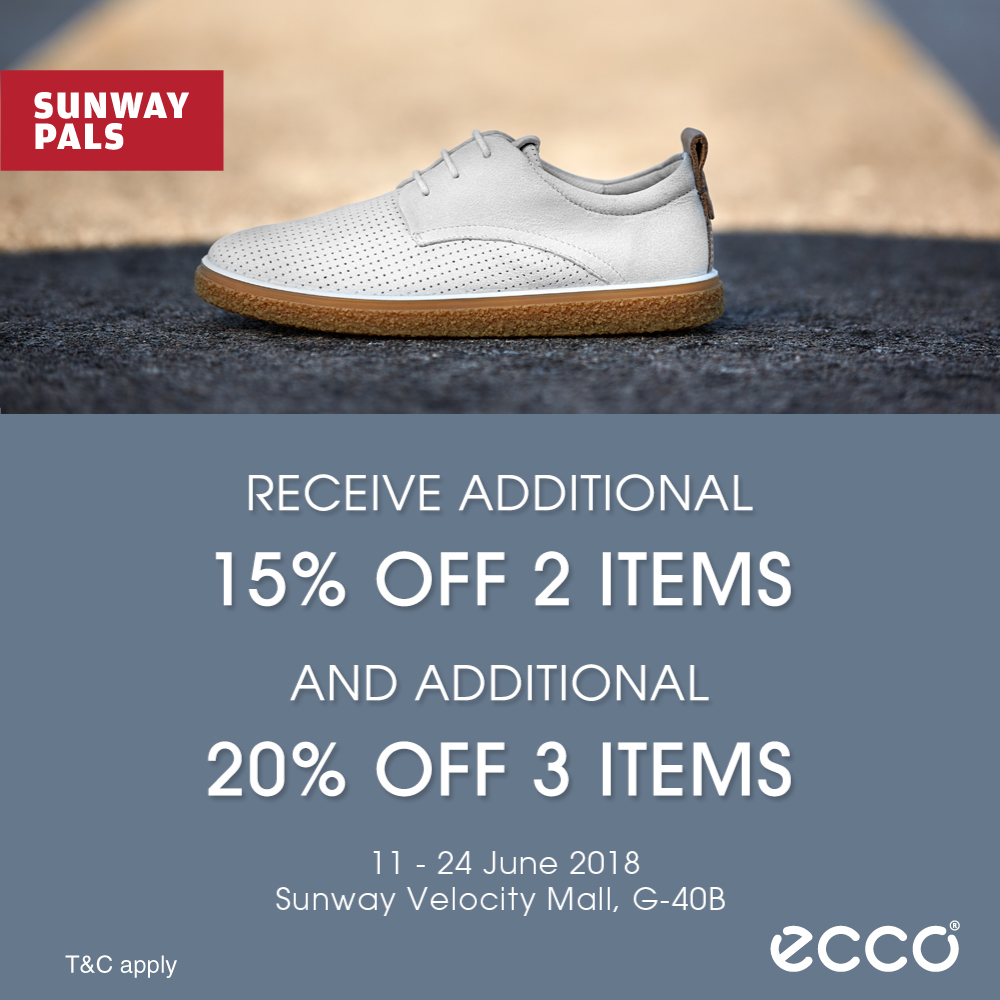 SUNWAY
PALS
RECEIVE ADDITIONAL
15% OFF 2 ITEMS
AND ADDITIONAL
20% OFF 3 ITEMS
11 - 24 June 2018
Sunway Velocity Mall, G-40B
ecco®
T&C apply